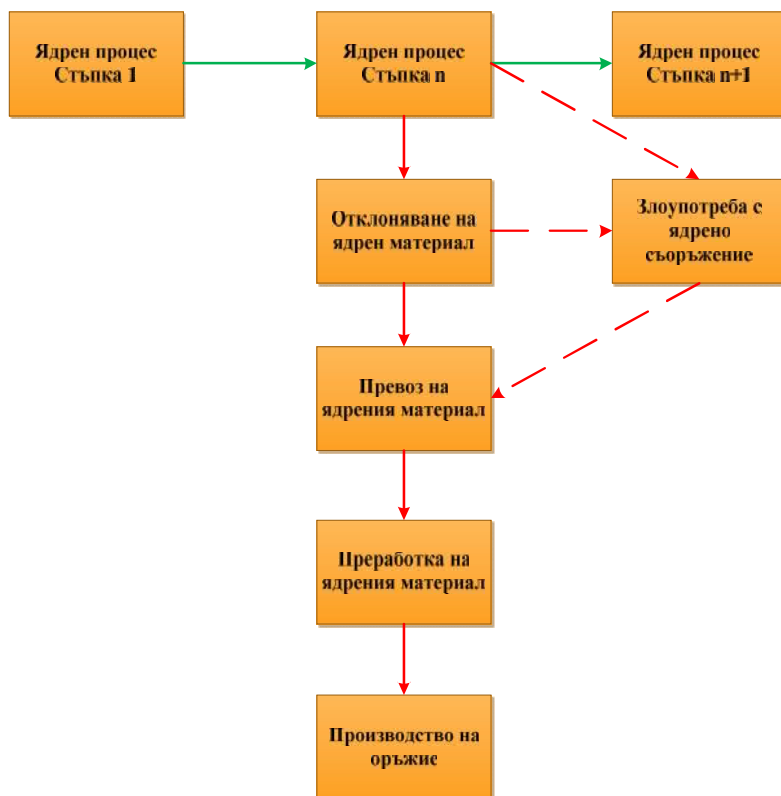 Ядрен процес
Стъпка 1
Ядрен процес
Стъпка n
Ядрен процес
Стъпка n+1
Отклоняване на
ядрен материал
Злоупотреба с
ядрено
съоръжение
Превоз на
ядрения материал
Преработка на
ядрения материал
Производство на
оръжие